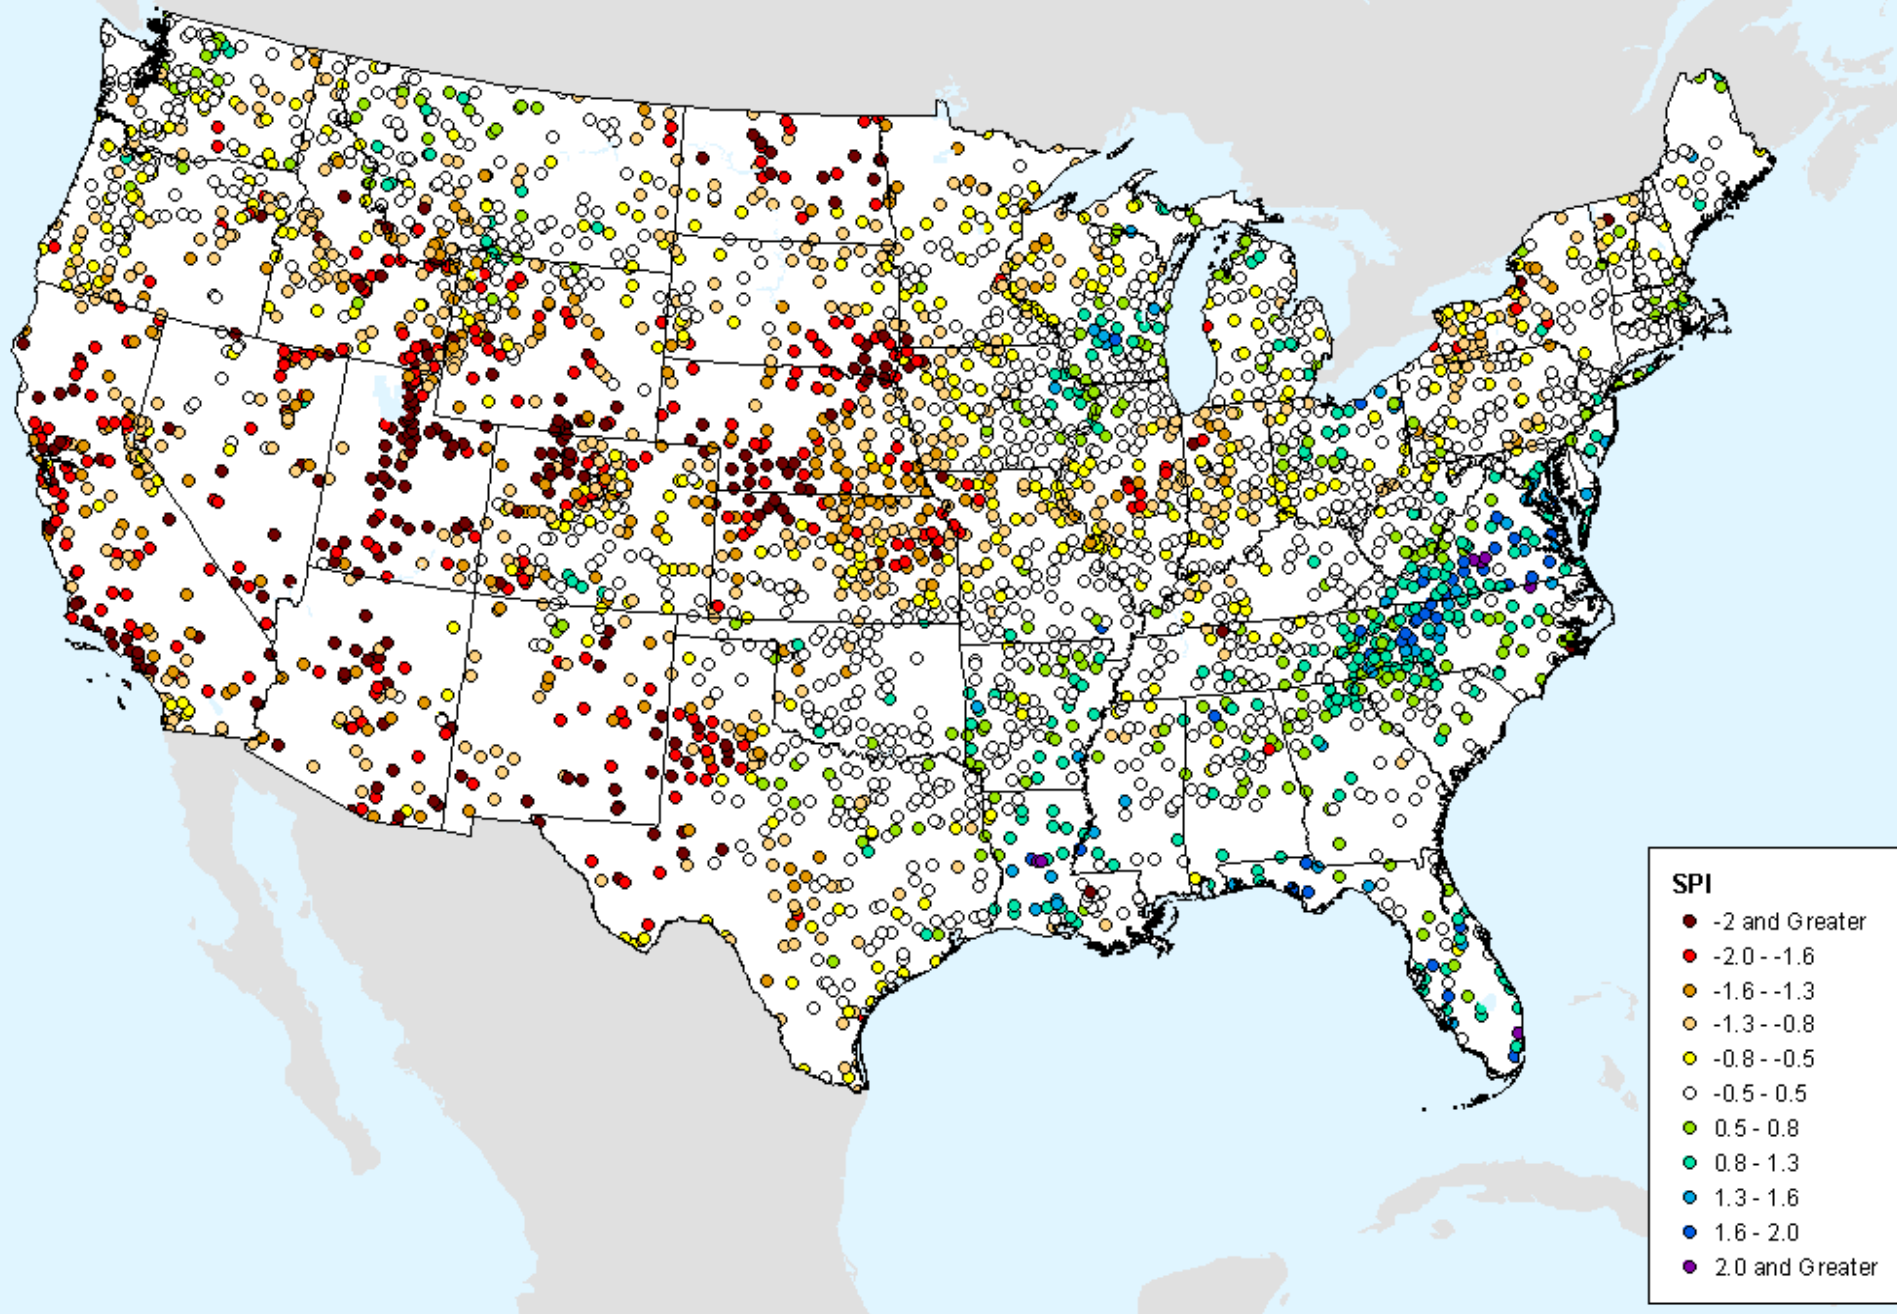 SPI
-2 and Greater
-2.0 - -1.6
-1.6 - -1.3
-1.3 - -0.8
-0.8 - -0.5
-0.5 - 0.5
0.5 - 0.8
0.8 - 1.3
1.3 - 1.6
1.6 - 2.0
2.0 and Greater